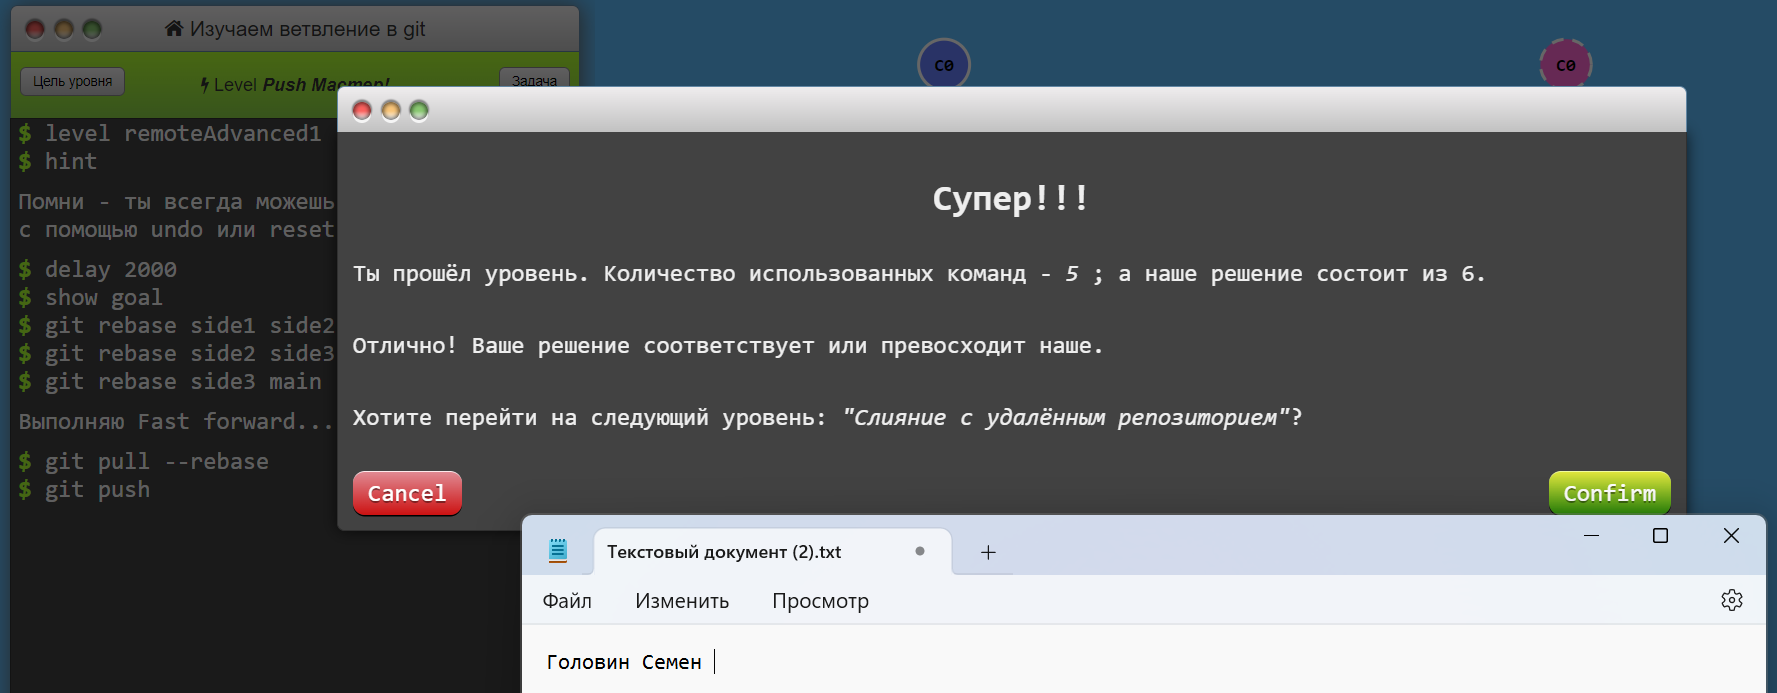 Изучаем ветвление в git
Цель уровня
Level Push Мастер!
Задача
$ level remoteAdvanced1
$ hint
Помни - ты всегда можешь
с помощью undo или reset
$ delay 2000
$ show goal
$ git rebase side1 side2
$ git rebase side2 side3
$ git rebase side3 main
Выполняю Fast forward...
$ git pull --rebase
$ git push
C0
C0
Супер!!!
Ты прошёл уровень. Количество использованных команд - 5 ; а наше решение состоит из 6.
Отлично! Ваше решение соответствует или превосходит наше.
Хотите перейти на следующий уровень: "Слияние с удалённым репозиторием"?
Cancel
Confirm
Текстовый документ (2).txt
Файл
Изменить
Просмотр
Головин Семен